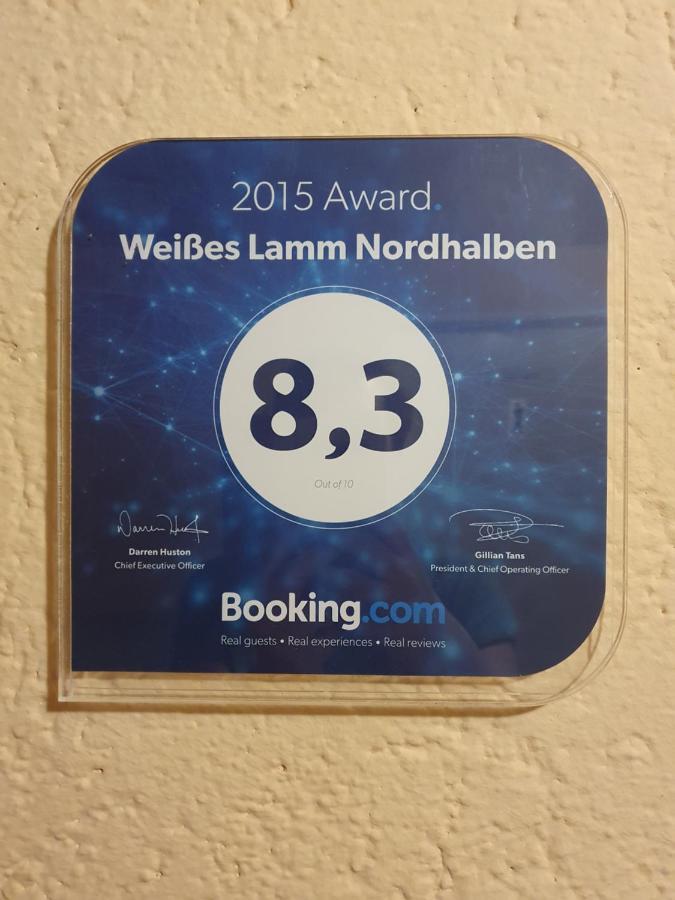 2015 Award
Weißes Lamm Nordhalben
8,3
Out of 10
Darren Huston
Chief Executive Officer
Gillian Tans
President & Chief Operating Officer
Booking.com
Real guests • Real experiences • Real reviews